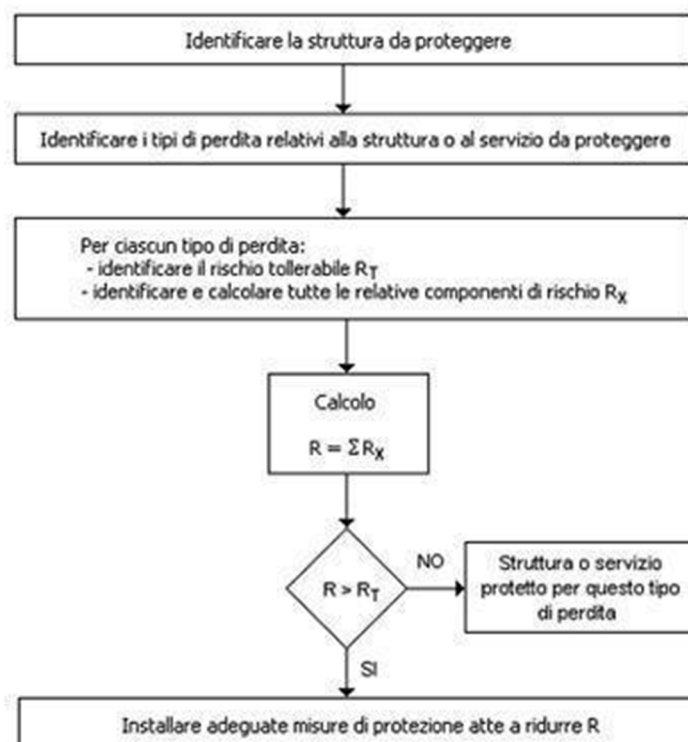 Identificare la struttura da proteggere
Identificare i tipi di perdita relativi alla struttura o al servizio da proteggere
Per ciascun tipo di perdita:
- identificare il rischio tollerabile RT
- identificare e calcolare tutte le relative componenti di rischio RX
Calcolo
R = ΣRX
R > RT
NO
Struttura o servizio
protetto per questo tipo
di perdita
SI
Installare adeguate misure di protezione atte a ridurre R